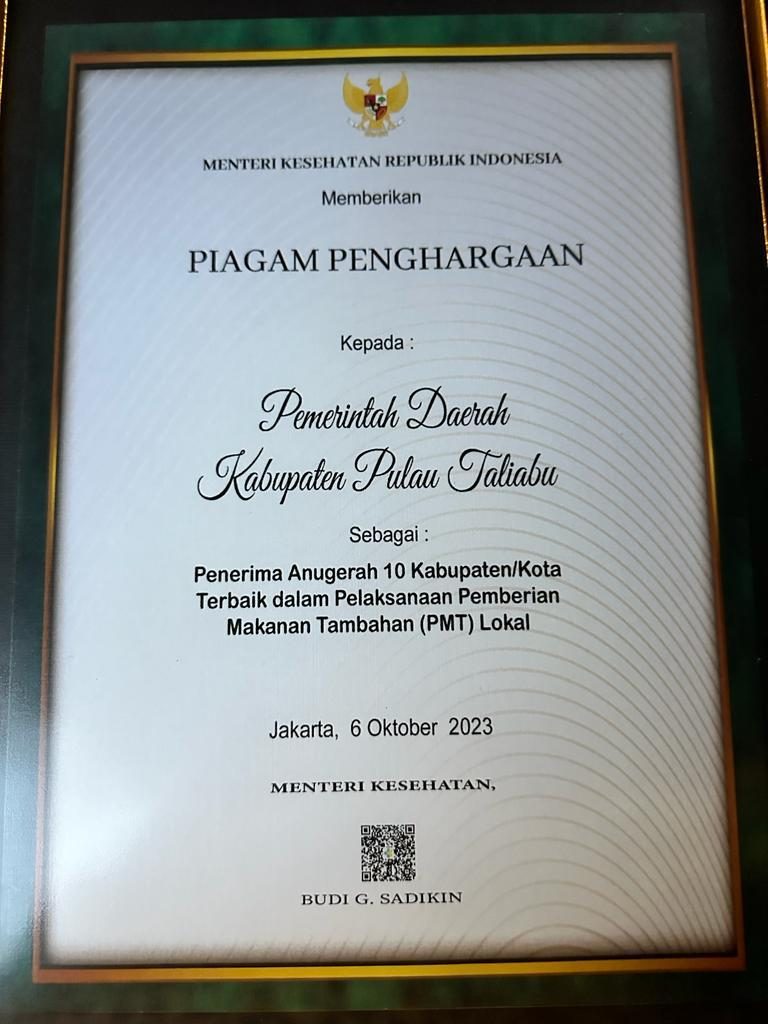 MENTERI KESEHATAN REPUBLIK INDONESIA
Memberikan
PIAGAM PENGHARGAAN
Kepada :
Pemerintah Daerah
Kabupaten Pulau Taliabu
Sebagai :
Penerima Anugerah 10 Kabupaten/Kota
Terbaik dalam Pelaksanaan Pemberian
Makanan Tambahan (PMT) Lokal
Jakarta, 6 Oktober 2023
MENTERI KESEHATAN,
BUDI G. SADIKIN